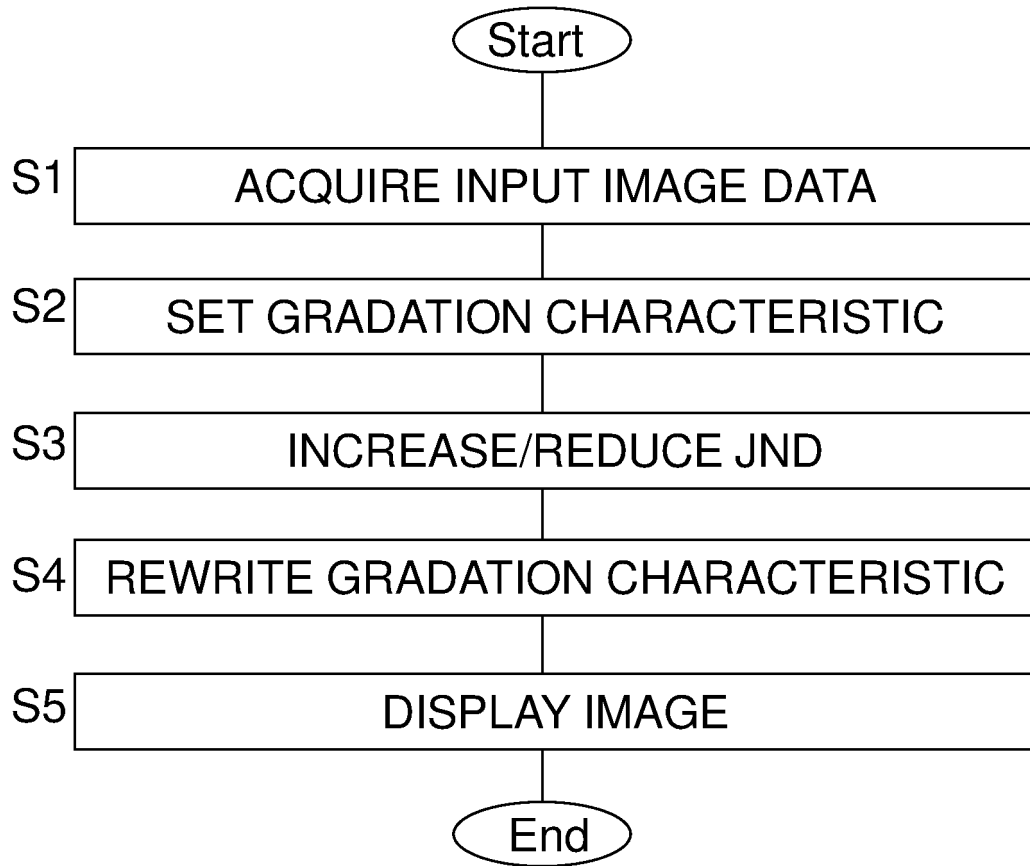 Start
S1 ACQUIRE INPUT IMAGE DATA
S2 SET GRADATION CHARACTERISTIC
S3 INCREASE/REDUCE JND
S4 REWRITE GRADATION CHARACTERISTIC
S5 DISPLAY IMAGE
End